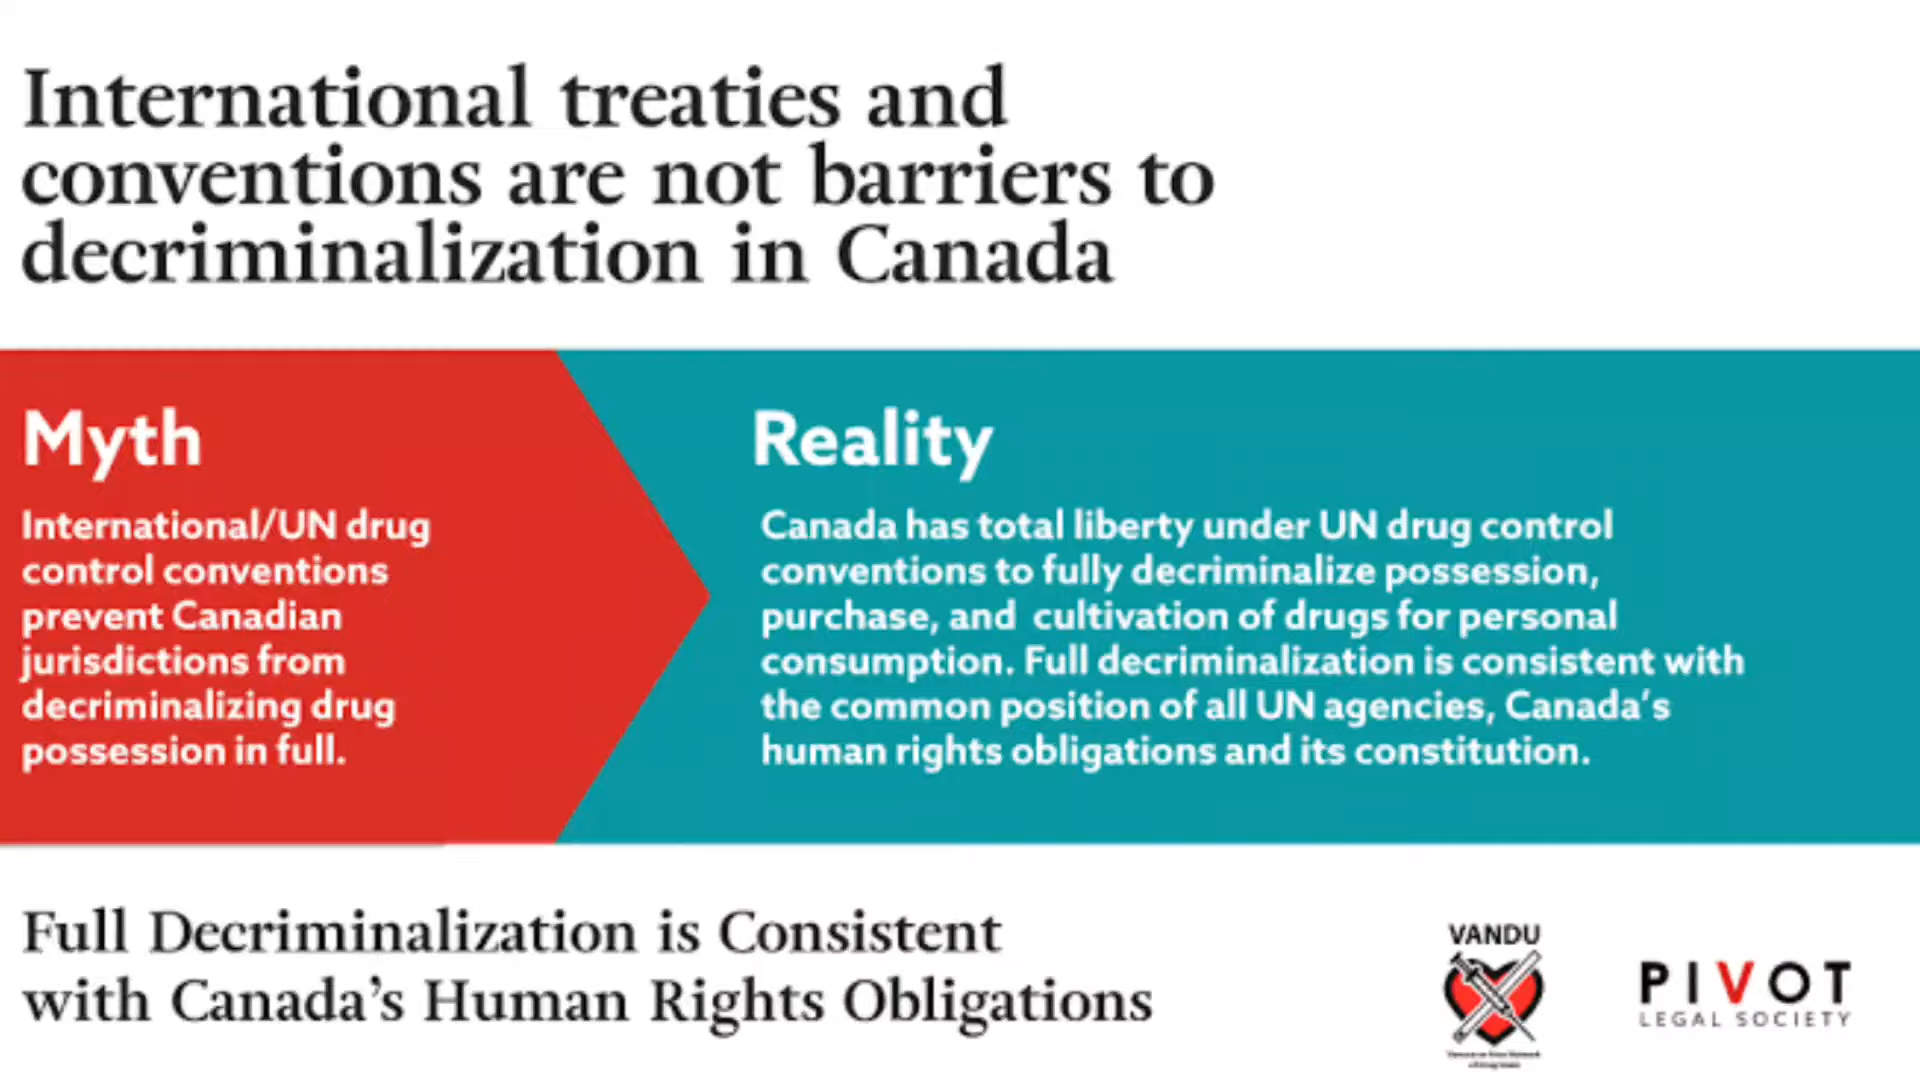 International treaties and
conventions are not barriers to
decriminalization in Canada
Myth
International/UN drug
control conventions
prevent Canadian
jurisdictions from
decriminalizing drug
possession in full.
Reality
Canada has total liberty under UN drug control
conventions to fully decriminalize possession,
purchase, and cultivation of drugs for personal
consumption. Full decriminalization is consistent with
the common position of all UN agencies, Canada's
human rights obligations and its constitution.
Full Decriminalization is Consistent
with Canada's Human Rights Obligations
VANDU
PIVOT
LEGAL SOCIETY